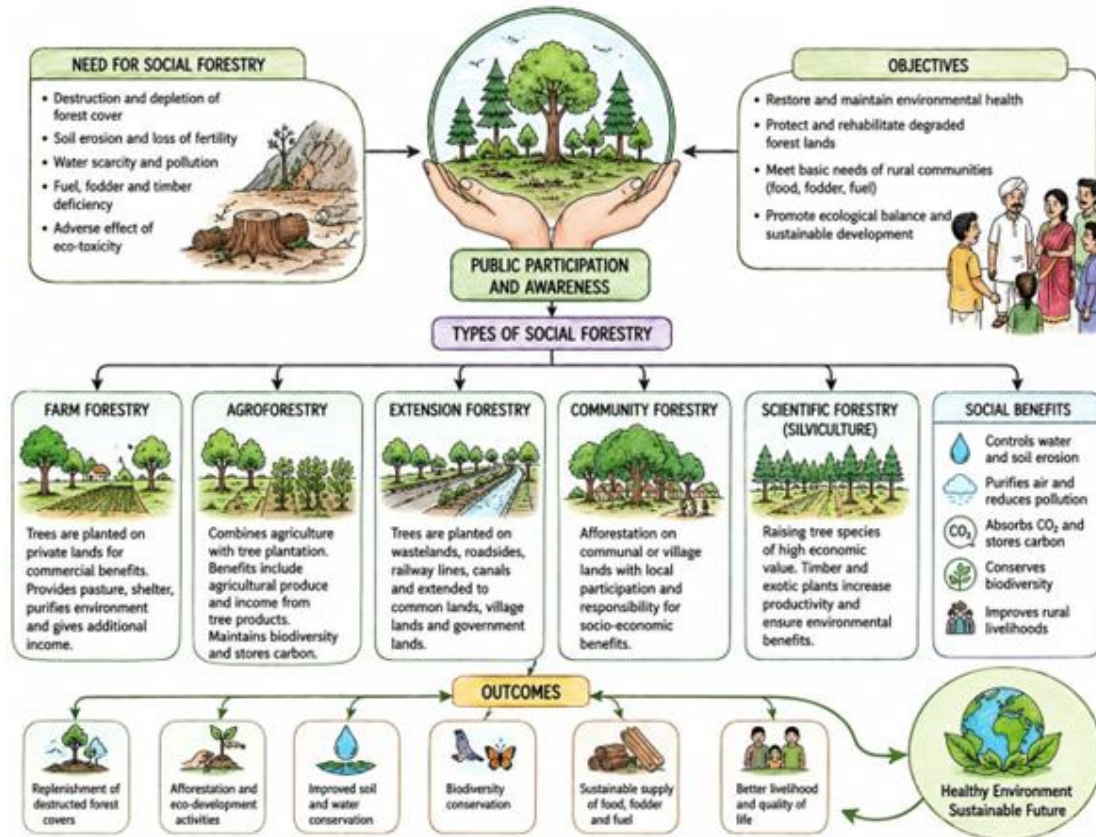 NEED FOR SOCIAL FORESTRY
• Destruction and depletion of
forest cover
• Soil erosion and loss of fertility
• Water scarcity and pollution
• Fuel, fodder and timber
deficiency
• Adverse effect of
eco-toxicity
OBJECTIVES
• Restore and maintain environmental health
• Protect and rehabilitate degraded
forest lands
• Meet basic needs of rural communities
(food, fodder, fuel)
• Promote ecological balance and
sustainable development
PUBLIC PARTICIPATION
AND AWARENESS
TYPES OF SOCIAL FORESTRY
FARM FORESTRY
Trees are planted on
private lands for
commercial benefits.
Provides pasture, shelter,
purifies environment
and gives additional
income.
AGROFORESTRY
Combines agriculture
with tree plantation.
Benefits include
agricultural produce
and income from
tree products.
Maintains biodiversity
and stores carbon.
EXTENSION FORESTRY
Trees are planted on
wastelands, roadsides,
railway lines, canals
and extended to
common lands, village
lands and government
lands.
COMMUNITY FORESTRY
Afforestation on
communal or village
lands with local
participation and
responsibility for
socio-economic
benefits.
SCIENTIFIC FORESTRY
(SILVICULTURE)
Raising tree species
of high economic
value. Timber and
exotic plants increase
productivity and
ensure environmental
benefits.
SOCIAL BENEFITS
Controls water
and soil erosion
Purifies air and
reduces pollution
CO₂
Absorbs CO₂ and
stores carbon
Conserves
biodiversity
Improves rural
livelihoods
OUTCOMES
Replenishment of
destructed forest
covers
Afforestation and
eco-development
activities
Improved soil
and water
conservation
Biodiversity
conservation
Sustainable supply
of food, fodder
and fuel
Better livelihood
and quality of
life
Healthy Environment
Sustainable Future